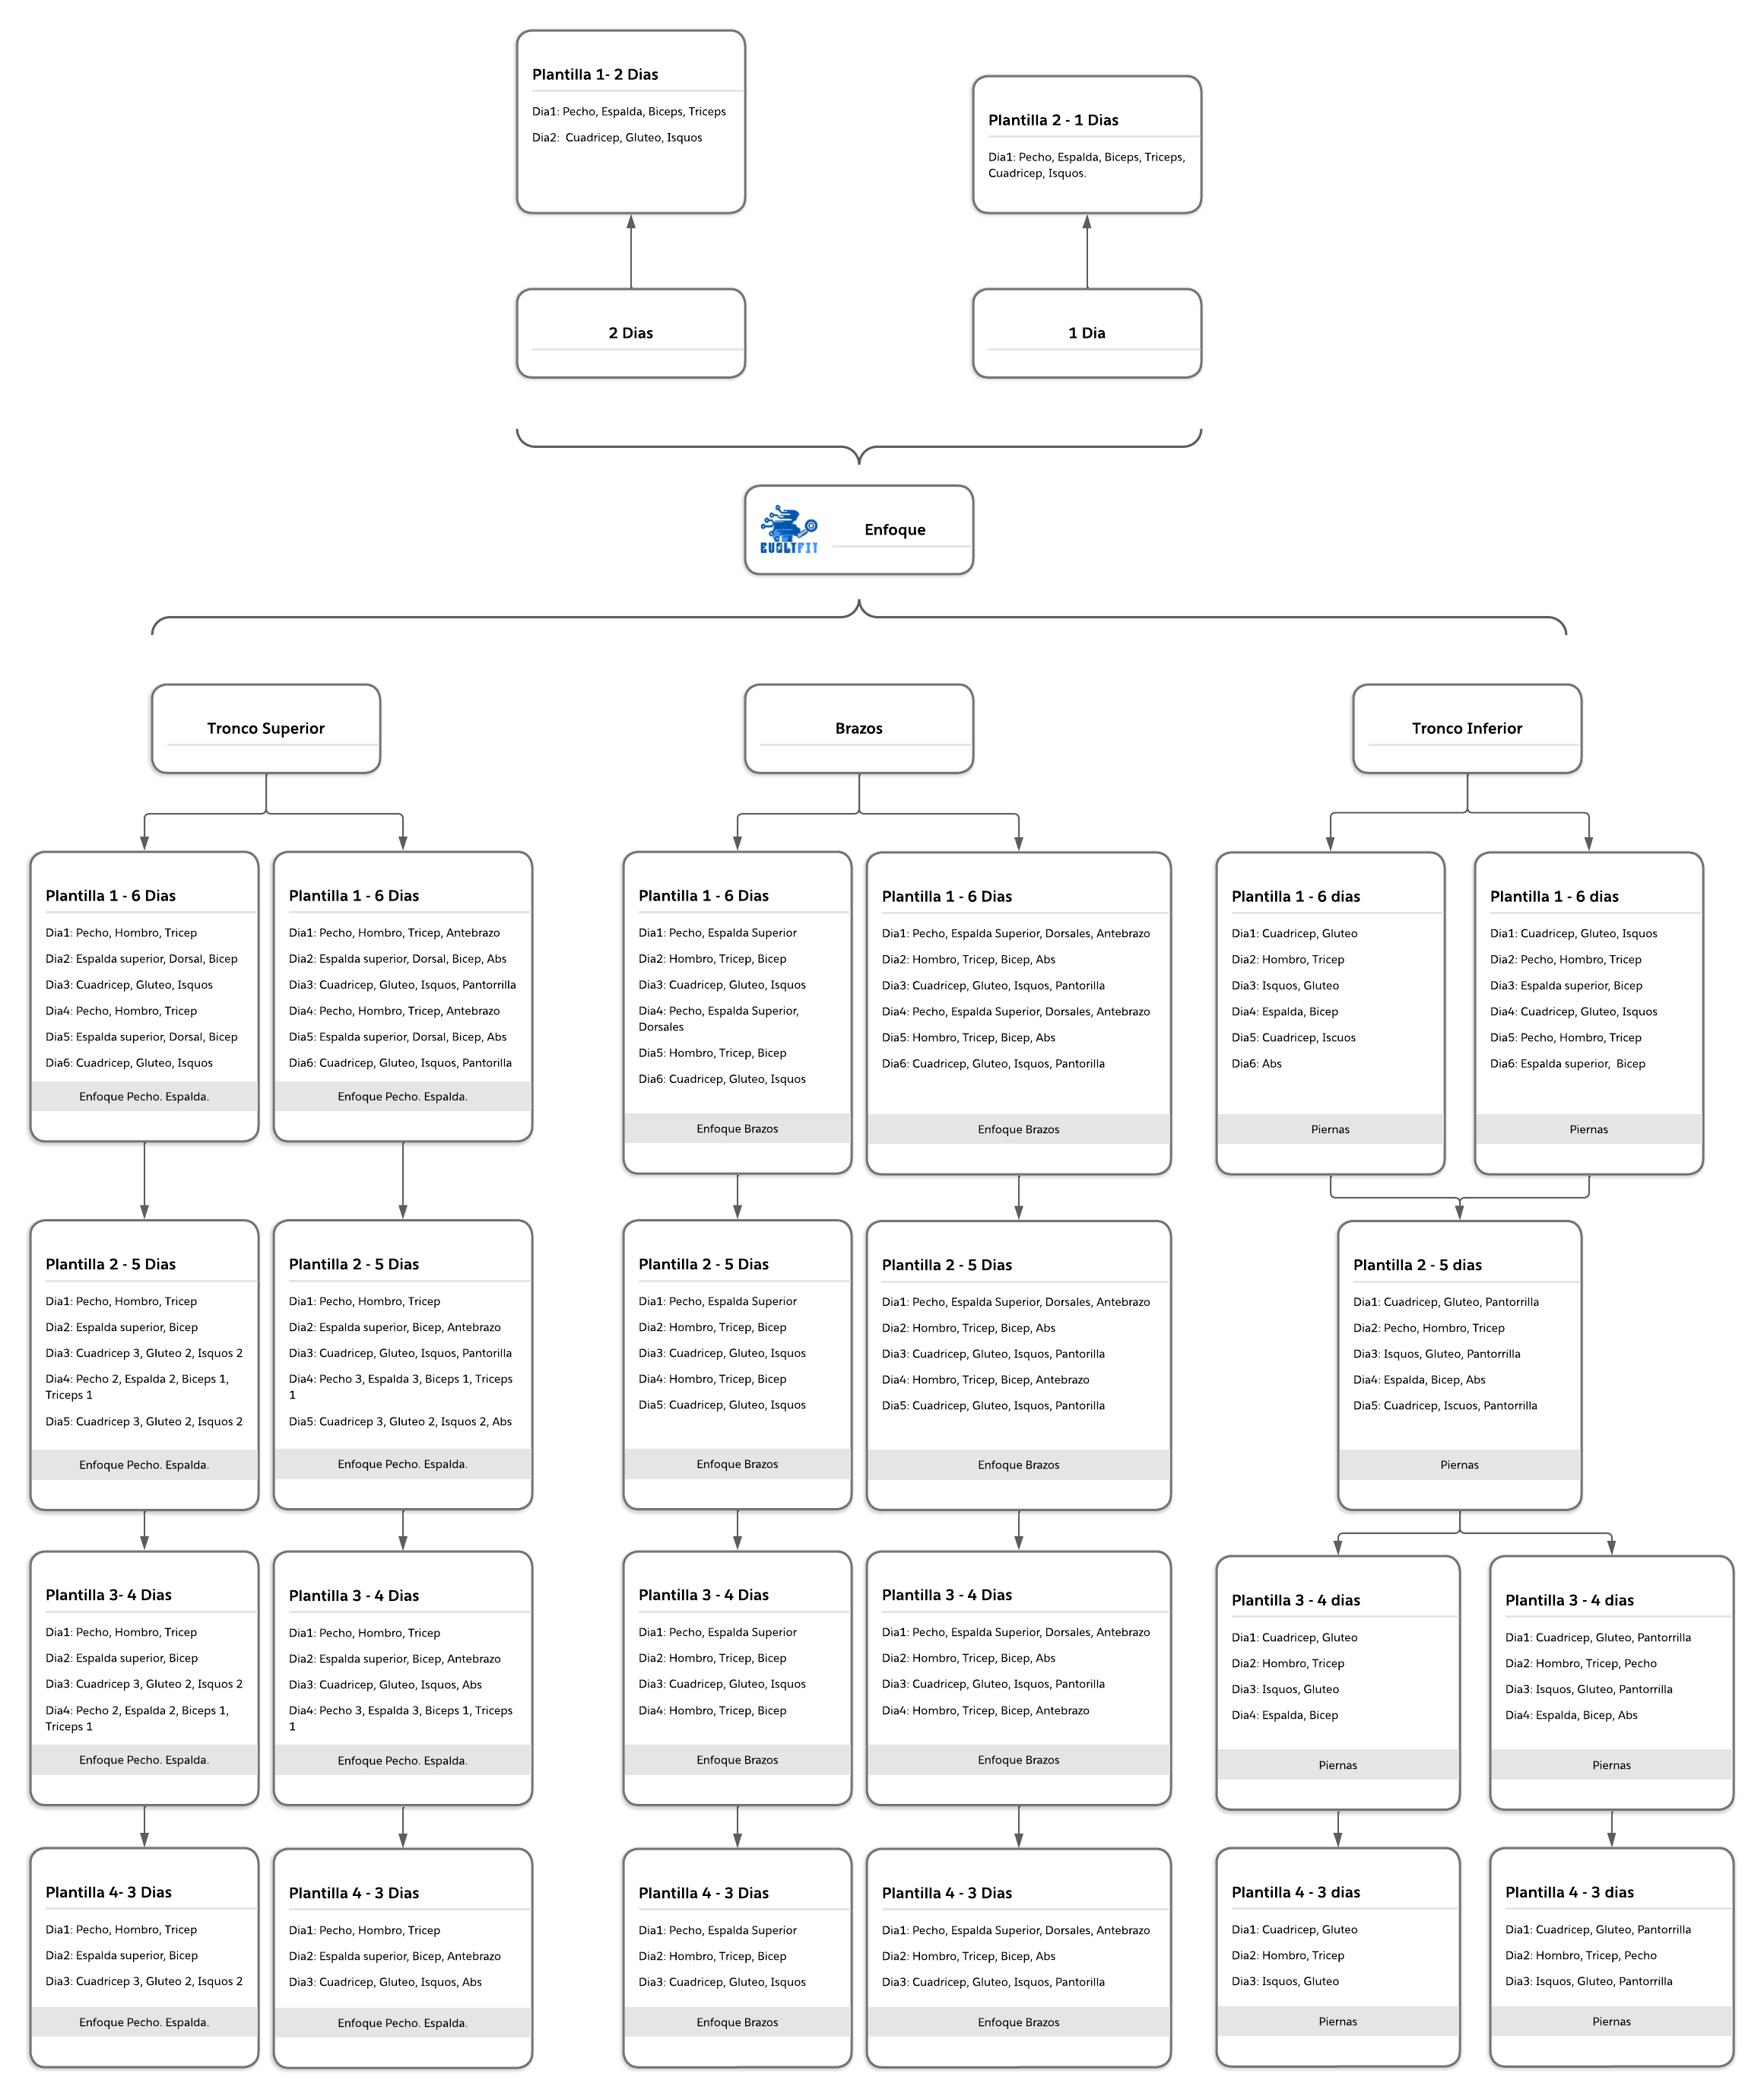 Plantilla 1- 2 Dias
Dia1: Pecho, Espalda, Biceps, Triceps
Dia2:  Cuadricep, Gluteo, Isquos
Plantilla 2 - 1 Dias
Dia1: Pecho, Espalda, Biceps, Triceps,
Cuadricep, Isquos.
2 Dias
1 Dia
EVOLTFIT
Enfoque
Tronco Superior
Brazos
Tronco Inferior
Plantilla 1 - 6 Dias
Dia1: Pecho, Hombro, Tricep
Dia2: Espalda superior, Dorsal, Bicep
Dia3: Cuadricep, Gluteo, Isquos
Dia4: Pecho, Hombro, Tricep
Dia5: Espalda superior, Dorsal, Bicep
Dia6: Cuadricep, Gluteo, Isquos
Enfoque Pecho. Espalda.
Plantilla 1 - 6 Dias
Dia1: Pecho, Hombro, Tricep, Antebrazo
Dia2: Espalda superior, Dorsal, Bicep, Abs
Dia3: Cuadricep, Gluteo, Isquos, Pantorrilla
Dia4: Pecho, Hombro, Tricep, Antebrazo
Dia5: Espalda superior, Dorsal, Bicep, Abs
Dia6: Cuadricep, Gluteo, Isquos, Pantorilla
Enfoque Pecho. Espalda.
Plantilla 1 - 6 Dias
Dia1: Pecho, Espalda Superior
Dia2: Hombro, Tricep, Bicep
Dia3: Cuadricep, Gluteo, Isquos
Dia4: Pecho, Espalda Superior,
Dorsales
Dia5: Hombro, Tricep, Bicep
Dia6: Cuadricep, Gluteo, Isquos
Enfoque Brazos
Plantilla 1 - 6 Dias
Dia1: Pecho, Espalda Superior, Dorsales, Antebrazo
Dia2: Hombro, Tricep, Bicep, Abs
Dia3: Cuadricep, Gluteo, Isquos, Pantorilla
Dia4: Pecho, Espalda Superior, Dorsales, Antebrazo
Dia5: Hombro, Tricep, Bicep, Abs
Dia6: Cuadricep, Gluteo, Isquos, Pantorilla
Enfoque Brazos
Plantilla 1 - 6 dias
Dia1: Cuadricep, Gluteo
Dia2: Hombro, Tricep
Dia3: Isquos, Gluteo
Dia4: Espalda, Bicep
Dia5: Cuadricep, Iscuos
Dia6: Abs
Piernas
Plantilla 1 - 6 dias
Dia1: Cuadricep, Gluteo, Isquos
Dia2: Pecho, Hombro, Tricep
Dia3: Espalda superior, Bicep
Dia4: Cuadricep, Gluteo, Isquos
Dia5: Pecho, Hombro, Tricep
Dia6: Espalda superior,  Bicep
Piernas
Plantilla 2 - 5 Dias
Dia1: Pecho, Hombro, Tricep
Dia2: Espalda superior, Bicep
Dia3: Cuadricep 3, Gluteo 2, Isquos 2
Dia4: Pecho 2, Espalda 2, Biceps 1,
Triceps 1
Dia5: Cuadricep 3, Gluteo 2, Isquos 2
Enfoque Pecho. Espalda.
Plantilla 2 - 5 Dias
Dia1: Pecho, Hombro, Tricep
Dia2: Espalda superior, Bicep, Antebrazo
Dia3: Cuadricep, Gluteo, Isquos, Pantorilla
Dia4: Pecho 3, Espalda 3, Biceps 1, Triceps
1
Dia5: Cuadricep 3, Gluteo 2, Isquos 2, Abs
Enfoque Pecho. Espalda.
Plantilla 2 - 5 Dias
Dia1: Pecho, Espalda Superior
Dia2: Hombro, Tricep, Bicep
Dia3: Cuadricep, Gluteo, Isquos
Dia4: Hombro, Tricep, Bicep
Dia5: Cuadricep, Gluteo, Isquos
Enfoque Brazos
Plantilla 2 - 5 Dias
Dia1: Pecho, Espalda Superior, Dorsales, Antebrazo
Dia2: Hombro, Tricep, Bicep, Abs
Dia3: Cuadricep, Gluteo, Isquos, Pantorilla
Dia4: Hombro, Tricep, Bicep, Antebrazo
Dia5: Cuadricep, Gluteo, Isquos, Pantorilla
Enfoque Brazos
Plantilla 2 - 5 dias
Dia1: Cuadricep, Gluteo, Pantorrilla
Dia2: Pecho, Hombro, Tricep
Dia3: Isquos, Gluteo, Pantorrilla
Dia4: Espalda, Bicep, Abs
Dia5: Cuadricep, Iscuos, Pantorrilla
Piernas
Plantilla 3- 4 Dias
Dia1: Pecho, Hombro, Tricep
Dia2: Espalda superior, Bicep
Dia3: Cuadricep 3, Gluteo 2, Isquos 2
Dia4: Pecho 2, Espalda 2, Biceps 1,
Triceps 1
Enfoque Pecho. Espalda.
Plantilla 3 - 4 Dias
Dia1: Pecho, Hombro, Tricep
Dia2: Espalda superior, Bicep, Antebrazo
Dia3: Cuadricep, Gluteo, Isquos, Abs
Dia4: Pecho 3, Espalda 3, Biceps 1, Triceps
1
Enfoque Pecho. Espalda.
Plantilla 3 - 4 Dias
Dia1: Pecho, Espalda Superior
Dia2: Hombro, Tricep, Bicep
Dia3: Cuadricep, Gluteo, Isquos
Dia4: Hombro, Tricep, Bicep
Enfoque Brazos
Plantilla 3 - 4 Dias
Dia1: Pecho, Espalda Superior, Dorsales, Antebrazo
Dia2: Hombro, Tricep, Bicep, Abs
Dia3: Cuadricep, Gluteo, Isquos, Pantorilla
Dia4: Hombro, Tricep, Bicep, Antebrazo
Enfoque Brazos
Plantilla 3 - 4 dias
Dia1: Cuadricep, Gluteo
Dia2: Hombro, Tricep
Dia3: Isquos, Gluteo
Dia4: Espalda, Bicep
Piernas
Plantilla 3 - 4 dias
Dia1: Cuadricep, Gluteo, Pantorrilla
Dia2: Hombro, Tricep, Pecho
Dia3: Isquos, Gluteo, Pantorrilla
Dia4: Espalda, Bicep, Abs
Piernas
Plantilla 4- 3 Dias
Dia1: Pecho, Hombro, Tricep
Dia2: Espalda superior, Bicep
Dia3: Cuadricep 3, Gluteo 2, Isquos 2
Enfoque Pecho. Espalda.
Plantilla 4 - 3 Dias
Dia1: Pecho, Hombro, Tricep
Dia2: Espalda superior, Bicep, Antebrazo
Dia3: Cuadricep, Gluteo, Isquos, Abs
Enfoque Pecho. Espalda.
Plantilla 4 - 3 Dias
Dia1: Pecho, Espalda Superior
Dia2: Hombro, Tricep, Bicep
Dia3: Cuadricep, Gluteo, Isquos
Enfoque Brazos
Plantilla 4 - 3 Dias
Dia1: Pecho, Espalda Superior, Dorsales, Antebrazo
Dia2: Hombro, Tricep, Bicep, Abs
Dia3: Cuadricep, Gluteo, Isquos, Pantorilla
Enfoque Brazos
Plantilla 4 - 3 dias
Dia1: Cuadricep, Gluteo
Dia2: Hombro, Tricep
Dia3: Isquos, Gluteo
Piernas
Plantilla 4 - 3 dias
Dia1: Cuadricep, Gluteo, Pantorrilla
Dia2: Hombro, Tricep, Pecho
Dia3: Isquos, Gluteo, Pantorrilla
Piernas